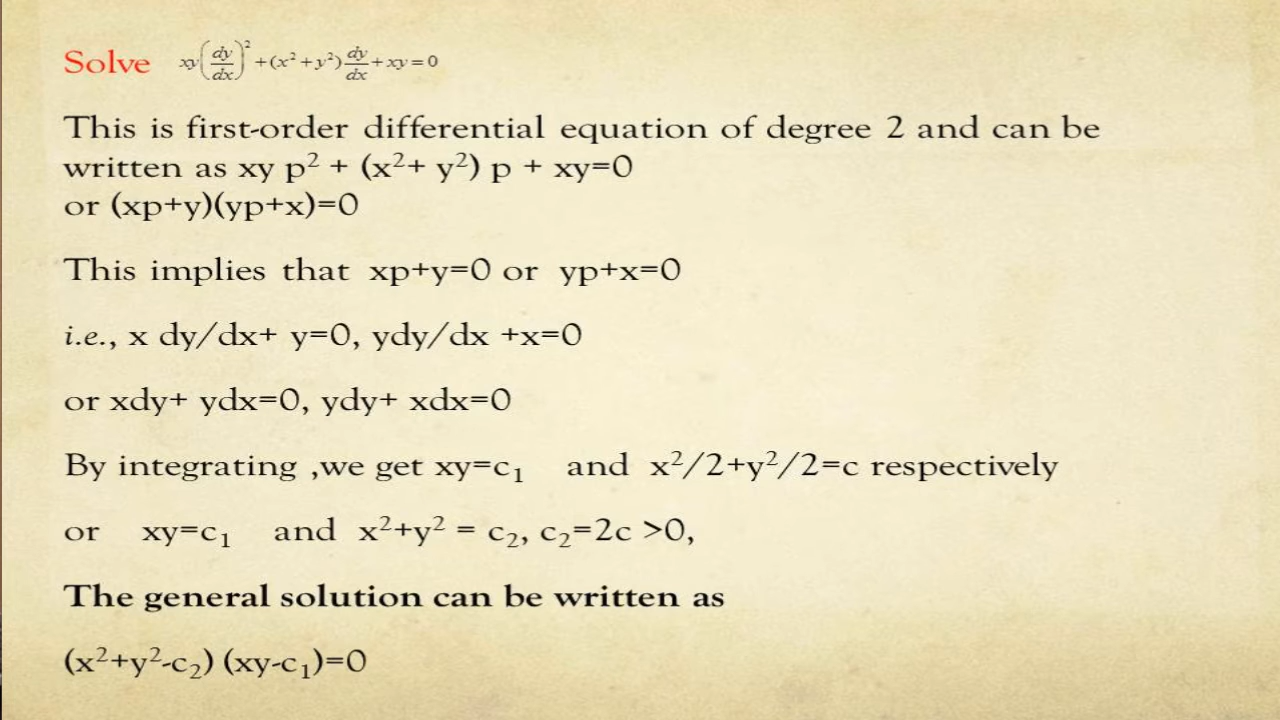 Solve xy(dy/dx)² +(x²+y²)dy/dx+xy=0
This is first-order differential equation of degree 2 and can be
written as xy p² + (x²+ y²) p + xy=0
or (xp+y)(yp+x)=0
This implies that xp+y=0 or yp+x=0
i.e., x dy/dx+ y=0, ydy/dx +x=0
or xdy+ ydx=0, ydy+ xdx=0
By integrating ,we get xy=c₁ and x²/2+y²/2=c respectively
or xy=c₁ and x²+y² = c₂, c₂=2c >0,
The general solution can be written as
(x²+y²-c₂) (xy-c₁)=0